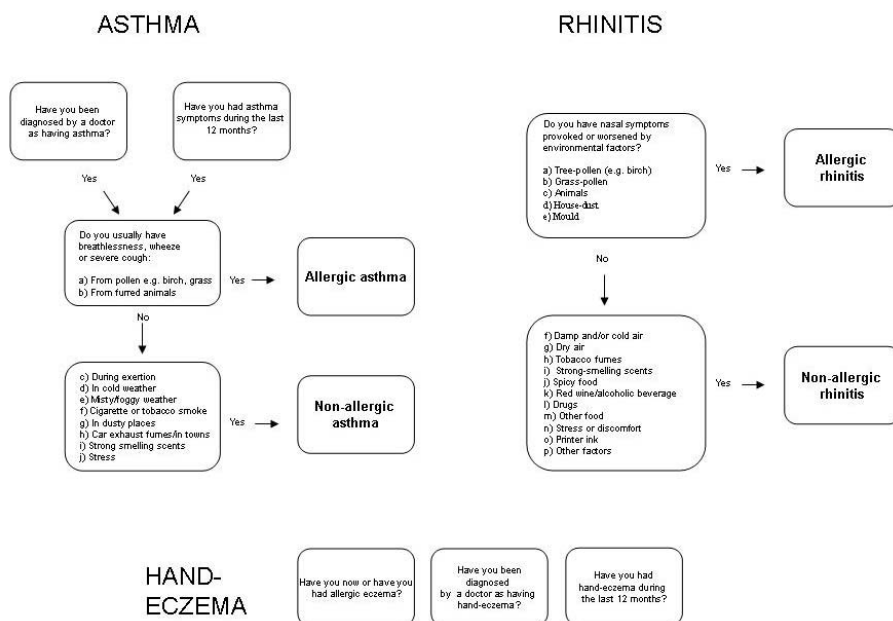 ASTHMA
Have you been
diagnosed by a doctor
as having asthma?
Have you had asthma
symptoms during the last
12 months?
Yes
Yes
Do you usually have
breathlessness, wheeze
or severe cough:
a) From pollen e.g. birch, grass
b) From furred animals
Yes
Allergic asthma
No
c) During exertion
d) In cold weather
e) Misty/foggy weather
f) Cigarette or tobacco smoke
g) In dusty places
h) Car exhaust fumes/in towns
i) Strong smelling scents
j) Stress
Yes
Non-allergic
asthma
RHINITIS
Do you have nasal symptoms
provoked or worsened by
environmental factors?
a) Tree-pollen (e.g. birch)
b) Grass-pollen
c) Animals
d) House-dust
e) Mould
Yes
Allergic
rhinitis
No
f) Damp and/or cold air
g) Dry air
h) Tobacco fumes
i) Strong-smelling scents
j) Spicy food
k) Red wine/alcoholic beverage
l) Drugs
m) Other food
n) Stress or discomfort
o) Printer ink
p) Other factors
Yes
Non-allergic
rhinitis
HAND-
ECZEMA
Have you now or have you
had allergic eczema?
Have you been
diagnosed
by a doctor as having
hand-eczema?
Have you had
hand-eczema during
the last 12 months?